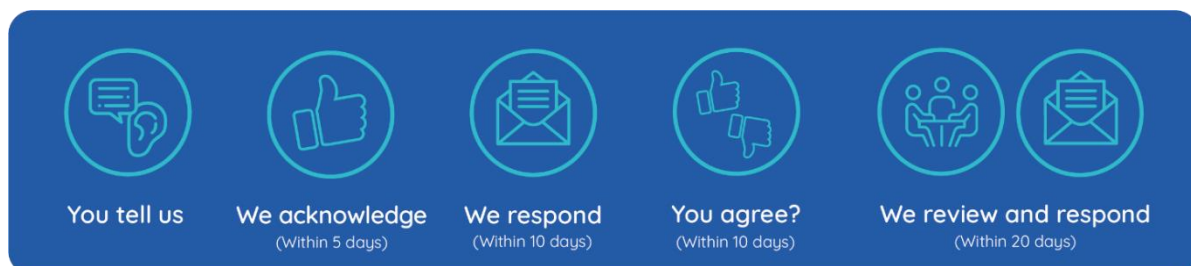 You tell us
We acknowledge
(Within 5 days)
We respond
(Within 10 days)
You agree?
(Within 10 days)
We review and respond
(Within 20 days)